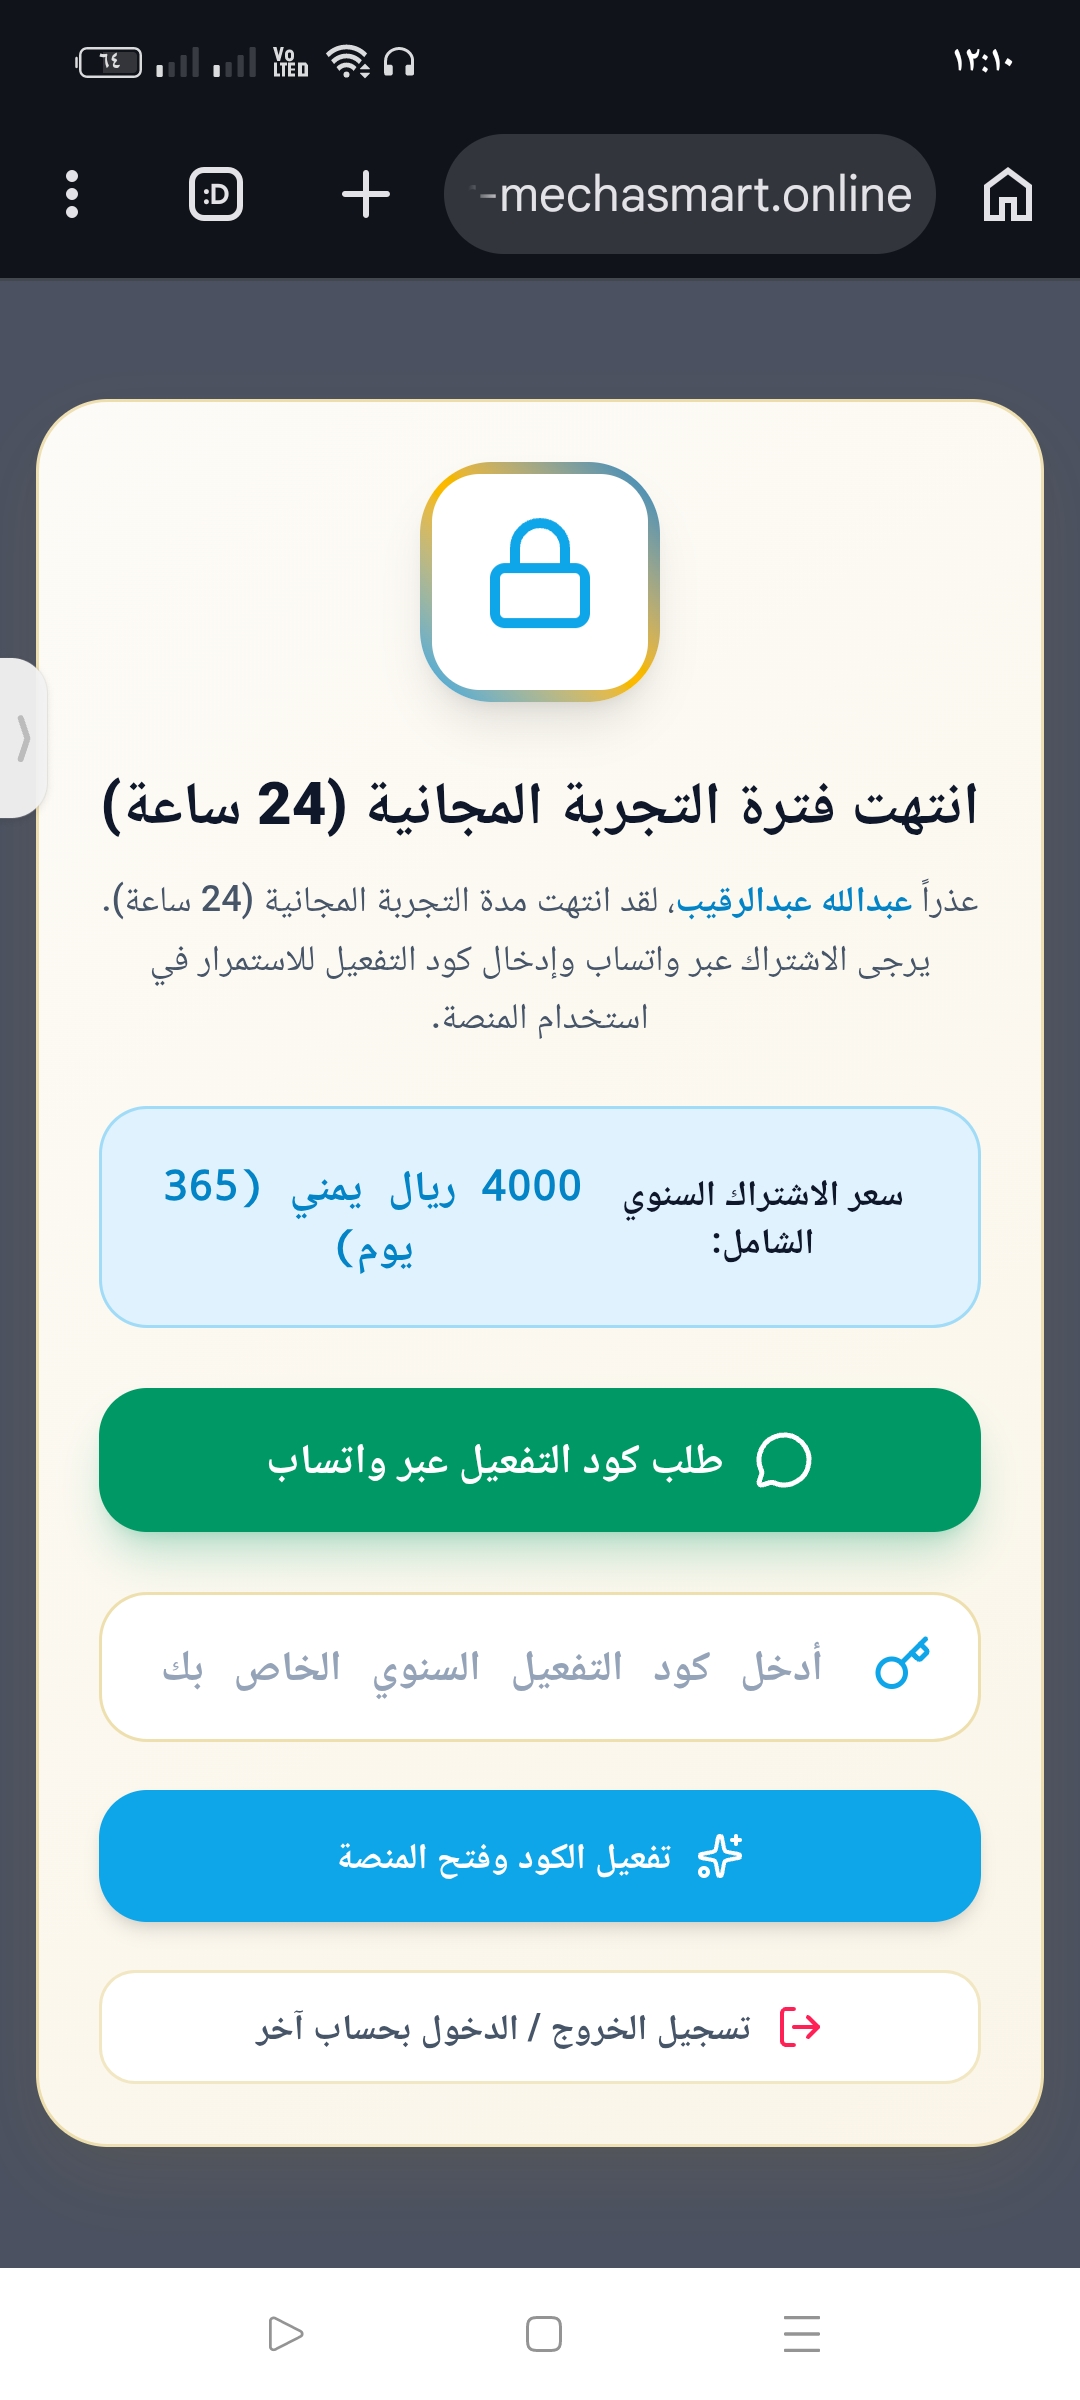 ١٢:١٠
Vo LTE D
٦٤
-mechasmart.online
:D
انتهت فترة التجربة المجانية (24 ساعة)
عذراً عبدالله عبدالرقيب، لقد انتهت مدة التجربة المجانية (24 ساعة).
يرجى الاشتراك عبر واتساب وإدخال كود التفعيل للاستمرار في
استخدام المنصة.
سعر الاشتراك السنوي
الشامل:
4000 ريال يمني (365
يوم)
طلب كود التفعيل عبر واتساب
أدخل كود التفعيل السنوي الخاص بك
تفعيل الكود وفتح المنصة
تسجيل الخروج / الدخول بحساب آخر